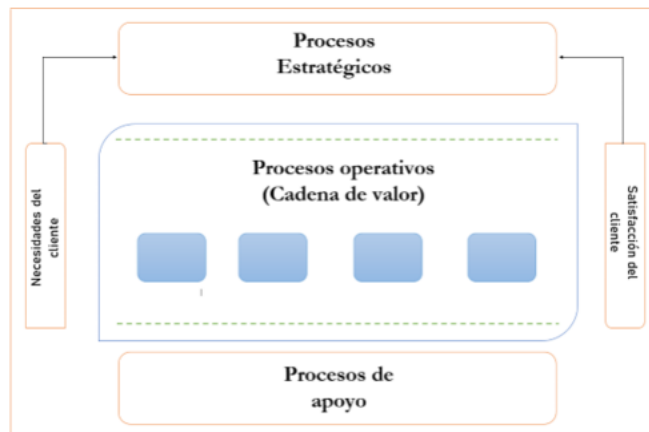 Procesos
Estratégicos
Necesidades del
cliente
Procesos operativos
(Cadena de valor)
Satisfacción del
cliente
Procesos de
apoyo